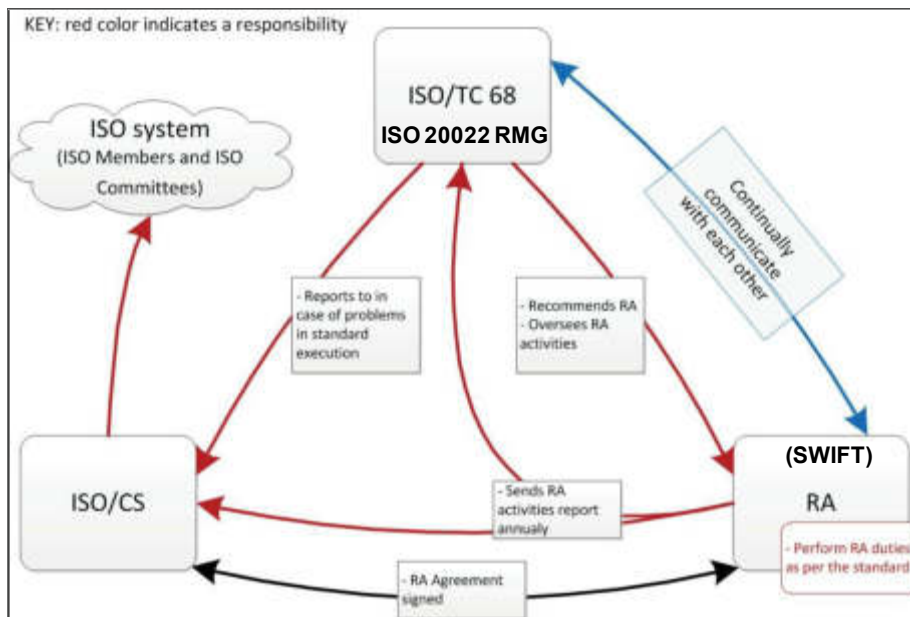 KEY: red color indicates a responsibility
ISO/TC 68
ISO 20022 RMG
ISO system
(ISO Members and ISO
Committees)
Continually
communicate
with each other
- Reports to in
case of problems
in standard
execution
- Recommends RA
- Oversees RA
activities
ISO/CS
- Sends RA
activities report
annualy
(SWIFT)
RA
- Perform RA duties
as per the standard
- RA Agreement
signed